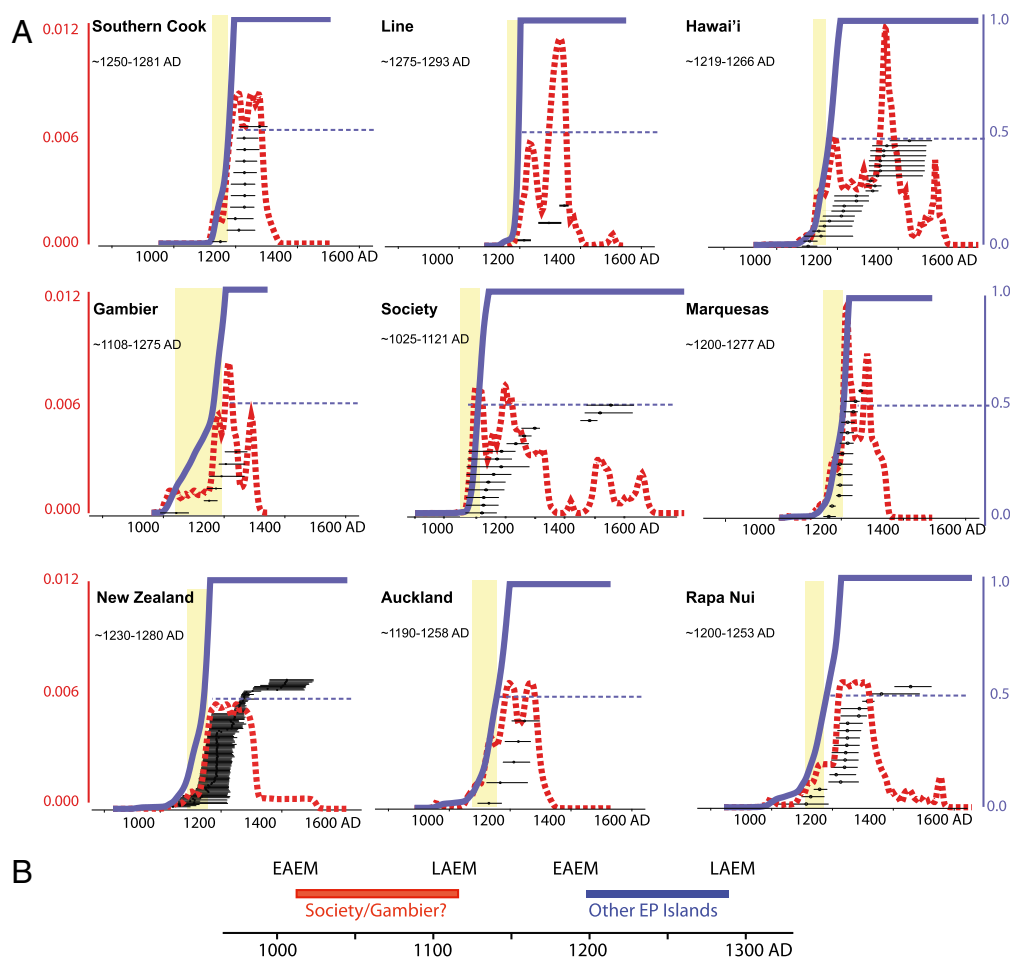 A
Southern Cook
Line
Hawai'i
~1250-1281 AD
~1275-1293 AD
~1219-1266 AD
0.012
0.006
0.000
1.0
0.5
0.0
1000 1200 1400 1600 AD
1000 1200 1400 1600 AD
1000 1200 1400 1600 AD
Gambier
Society
Marquesas
~1108-1275 AD
~1025-1121 AD
~1200-1277 AD
0.012
0.006
0.000
1.0
0.5
0.0
1000 1200 1400 1600 AD
1000 1200 1400 1600 AD
1000 1200 1400 1600 AD
New Zealand
Auckland
Rapa Nui
~1230-1280 AD
~1190-1258 AD
~1200-1253 AD
0.012
0.006
0.000
1.0
0.5
0.0
1000 1200 1400 1600 AD
1000 1200 1400 1600 AD
1000 1200 1400 1600 AD
B
EAEM LAEM EAEM LAEM
Society/Gambier? Other EP Islands
1000 1100 1200 1300 AD